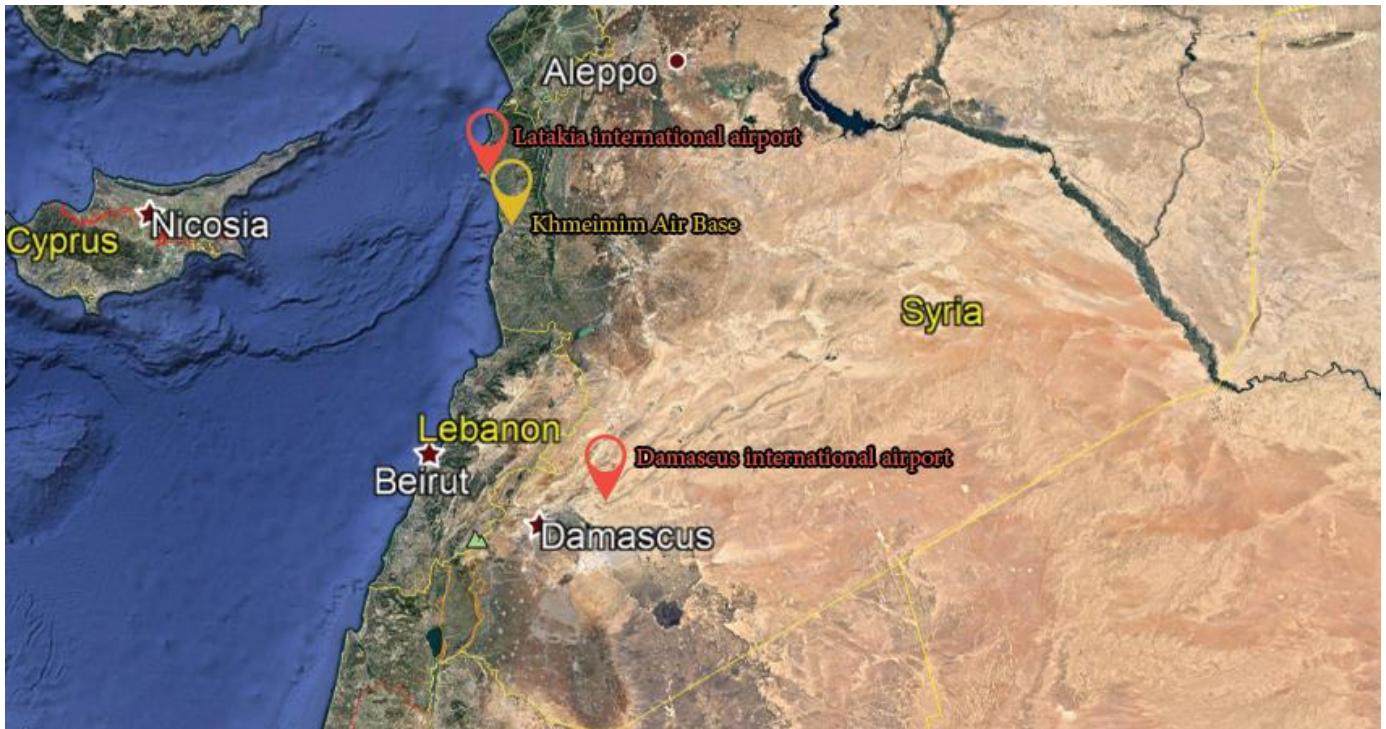 Aleppo
Latakia international airport
Khmeimim Air Base
Nicosia
Cyprus
Syria
Lebanon
Damascus international airport
Beirut
Damascus